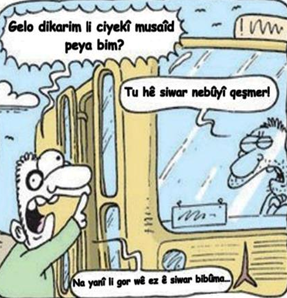 Gelo dikarim li ciyekî musaîd
peya bim?
Tu hê siwar nebûyî qeşmer!
Na yanî li gor wê ez ê siwar bibûma...